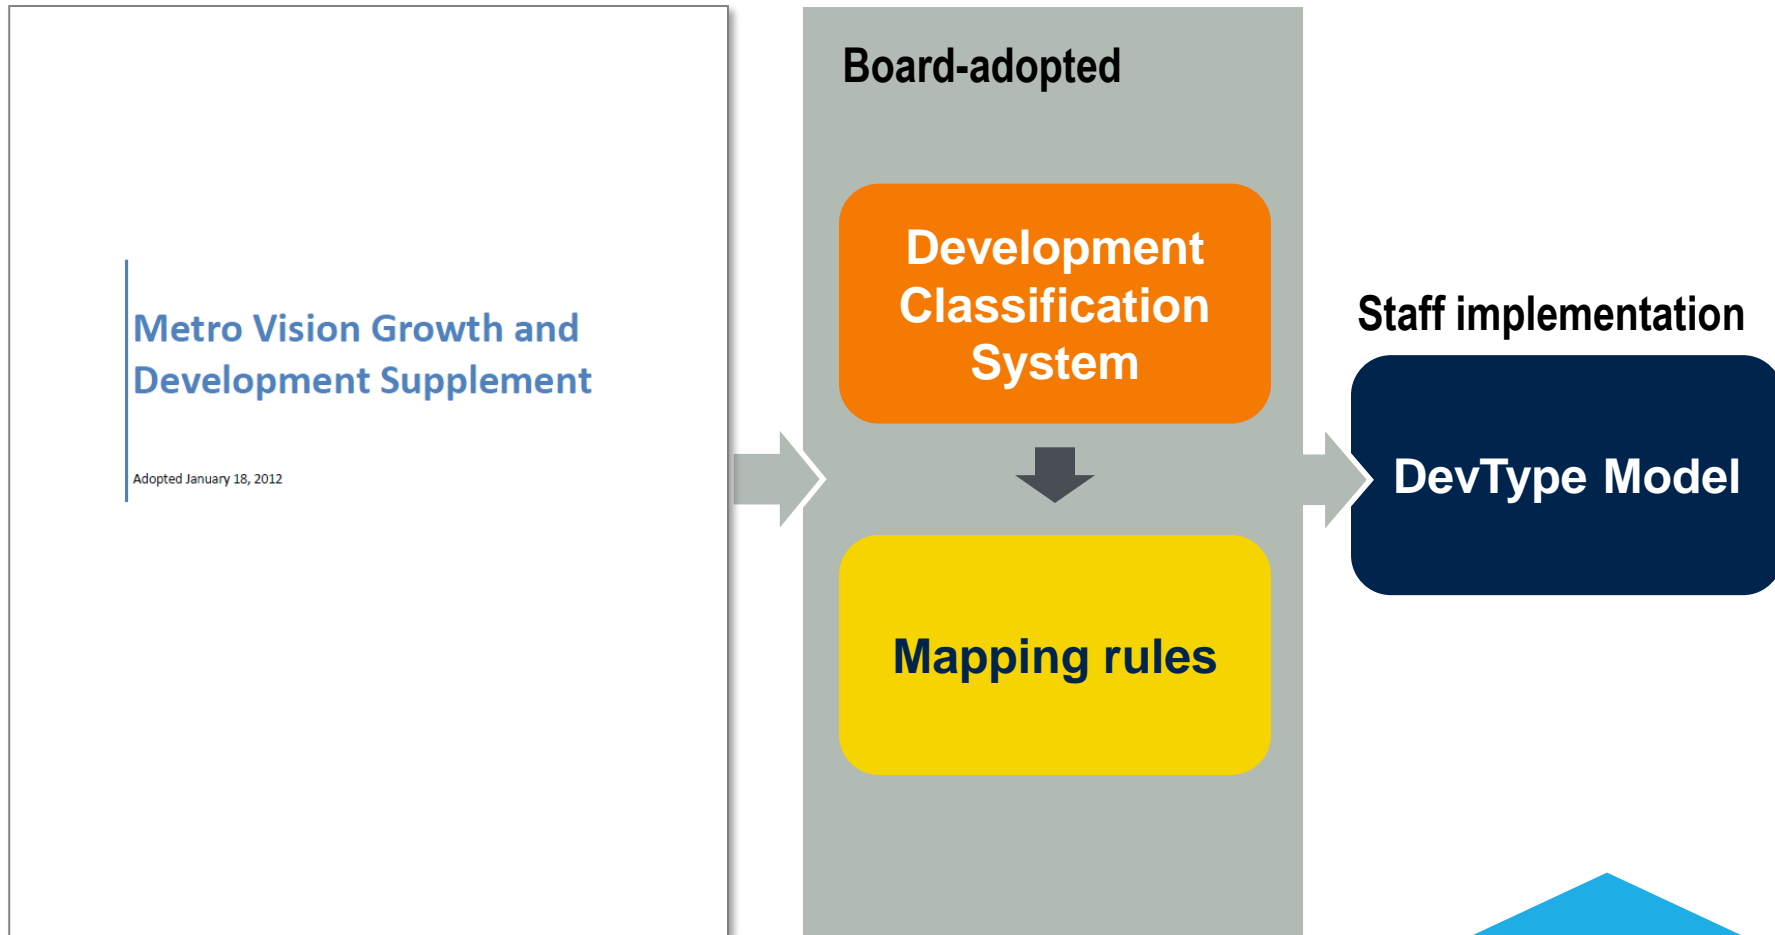 Metro Vision Growth and
Development Supplement
Adopted January 18, 2012
Board-adopted
Development
Classification
System
Mapping rules
Staff implementation
DevType Model